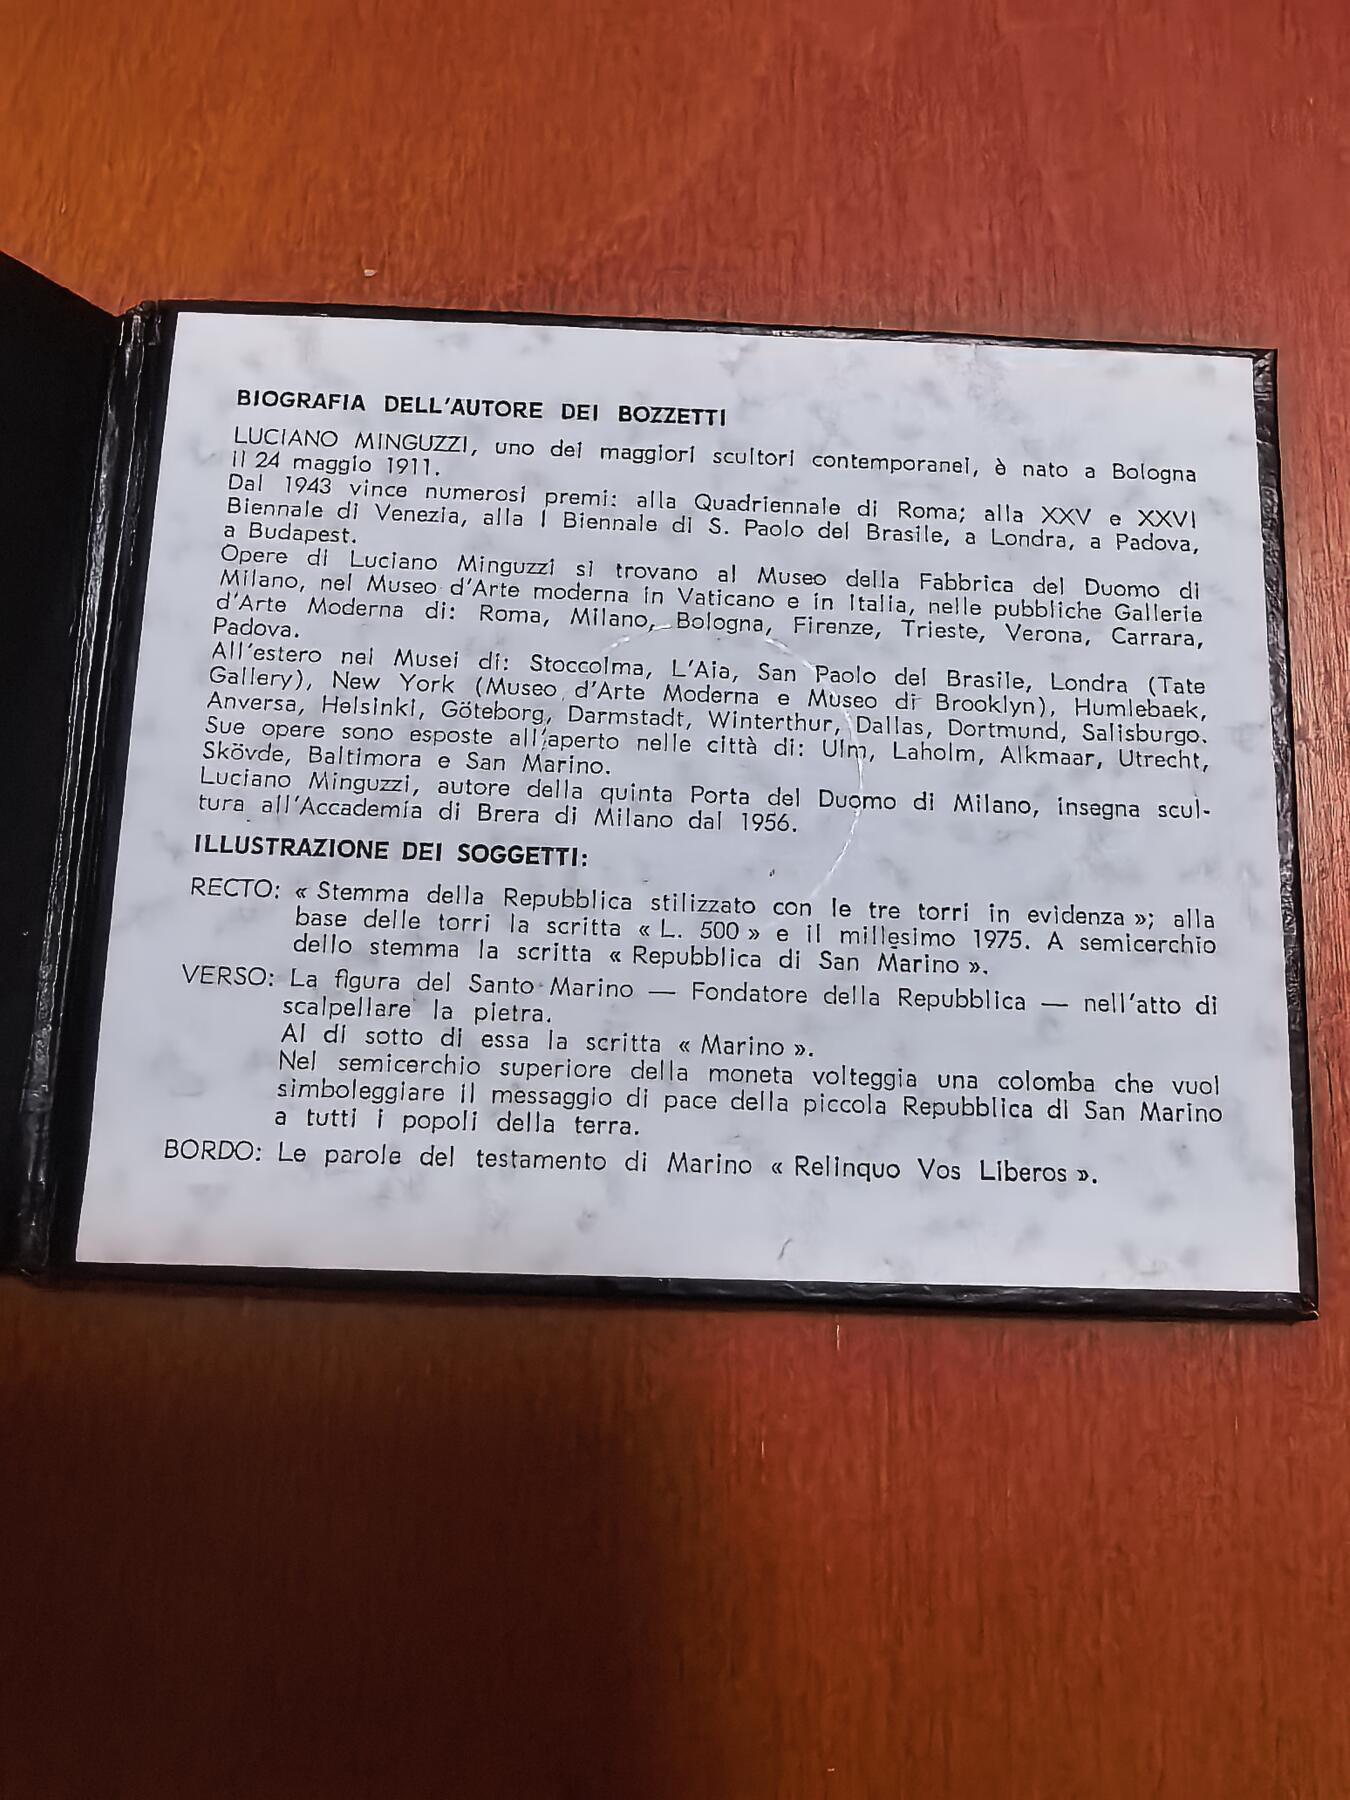 BIOGRAFIA DELL'AUTORE DEI BOZZETTI
LUCIANO MINGUZZI, uno dei maggiori scultori contemporanei, è nato a Bologna
il 24 maggio 1911.
Dal 1943 vince numerosi premi: alla Quadriennale di Roma; alla XXV e XXVI
Biennale di Venezia, alla I Biennale di S. Paolo del Brasile, a Londra, a Padova,
a Budapest.
Opere di Luciano Minguzzi si trovano al Museo della Fabbrica del Duomo di
Milano, nel Museo d'Arte moderna in Vaticano e in Italia, nelle pubbliche Gallerie
d'Arte Moderna di: Roma, Milano, Bologna, Firenze, Trieste, Verona, Carrara,
Padova.
All'estero nei Musei di: Stoccolma, L'Aia, San Paolo del Brasile, Londra (Tate
Gallery), New York (Museo d'Arte Moderna e Museo di Brooklyn), Humlebaek,
Anversa, Helsinki, Göteborg, Darmstadt, Winterthur, Dallas, Dortmund, Salisburgo.
Sue opere sono esposte all'aperto nelle città di: Ulm, Laholm, Alkmaar, Utrecht,
Skövde, Baltimora e San Marino.
Luciano Minguzzi, autore della quinta Porta del Duomo di Milano, insegna scul-
tura all'Accademia di Brera di Milano dal 1956.
ILLUSTRAZIONE DEI SOGGETTI:
RECTO: « Stemma della Repubblica stilizzato con le tre torri in evidenza »; alla
base delle torri la scritta « L. 500 » e il millesimo 1975. A semicerchio
dello stemma la scritta « Repubblica di San Marino ».
VERSO: La figura del Santo Marino — Fondatore della Repubblica — nell'atto di
scalpellare la pietra.
Al di sotto di essa la scritta « Marino ».
Nel semicerchio superiore della moneta volteggia una colomba che vuol
simboleggiare il messaggio di pace della piccola Repubblica di San Marino
a tutti i popoli della terra.
BORDO: Le parole del testamento di Marino « Relinquo Vos Liberos ».